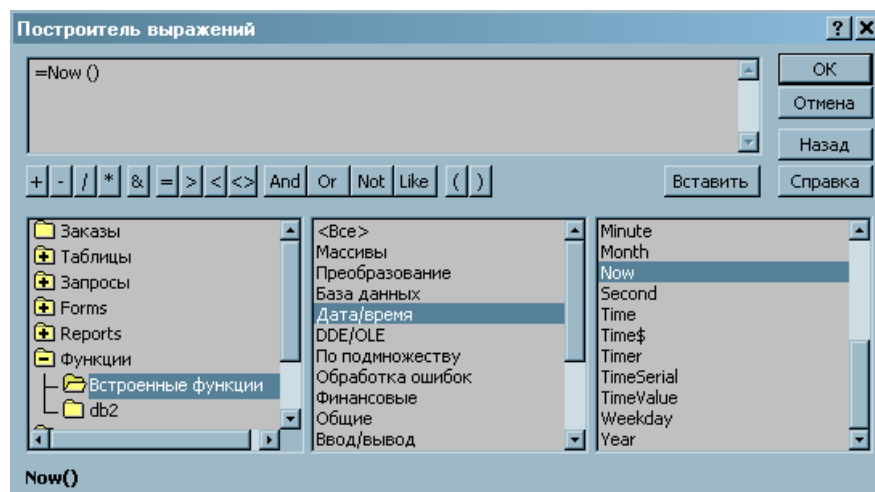 Построитель выражений
=Now ()
ОК
Отмена
Назад
+ - / * & = > < <> And Or Not Like ( ) Вставить Справка
Заказы
Таблицы
Запросы
Forms
Reports
Функции
Встроенные функции
db2
<Все>
Массивы
Преобразование
База данных
Дата/время
DDE/OLE
По подмножеству
Обработка ошибок
Финансовые
Общие
Ввод/вывод
Minute
Month
Now
Second
Time
Time$
Timer
TimeSerial
TimeValue
Weekday
Year
Now()